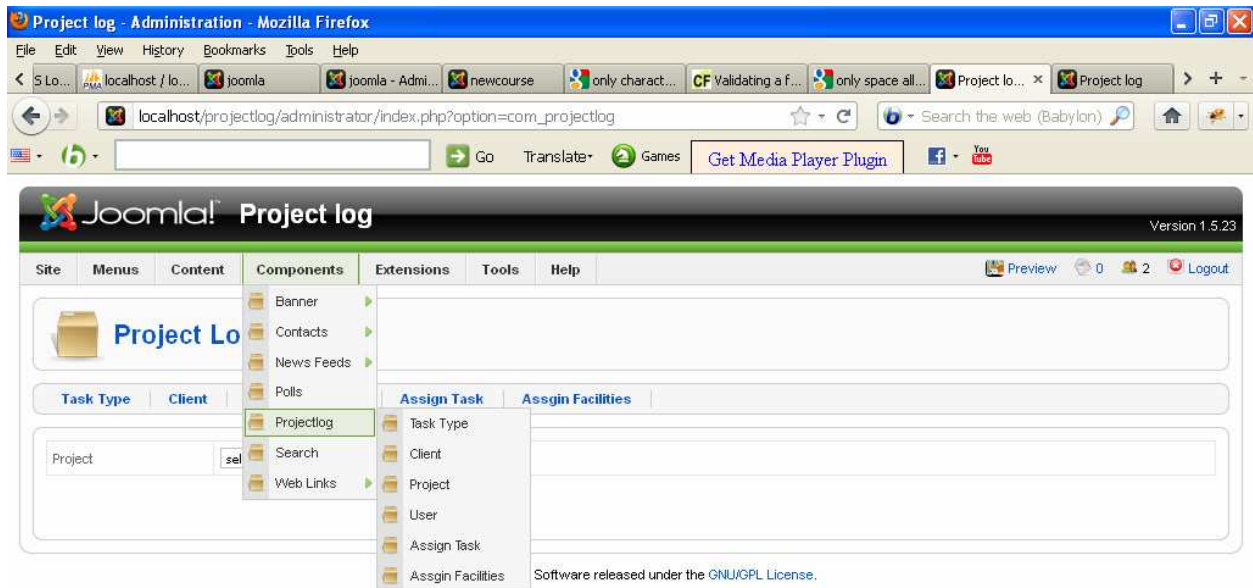 Project log - Administration - Mozilla Firefox
File Edit View History Bookmarks Tools Help
S Lo... localhost / lo... joomla joomla - Admi... newcourse only charact... CF Validating a f... only space all... Project lo... × Project log
localhost/projectlog/administrator/index.php?option=com_projectlog Search the web (Babylon)
Go Translate Games Get Media Player Plugin You Tube
Joomla! Project log
Version 1.5.23
Site Menus Content Components Extensions Tools Help Preview 0 2 Logout
Banner
Contacts
Project Lo
News Feeds
Polls
Task Type Client Assign Task Assgin Facilities
Projectlog Task Type
Project sel Search Client
Web Links Project
User
Assign Task
Assgin Facilities Software released under the GNU/GPL License.